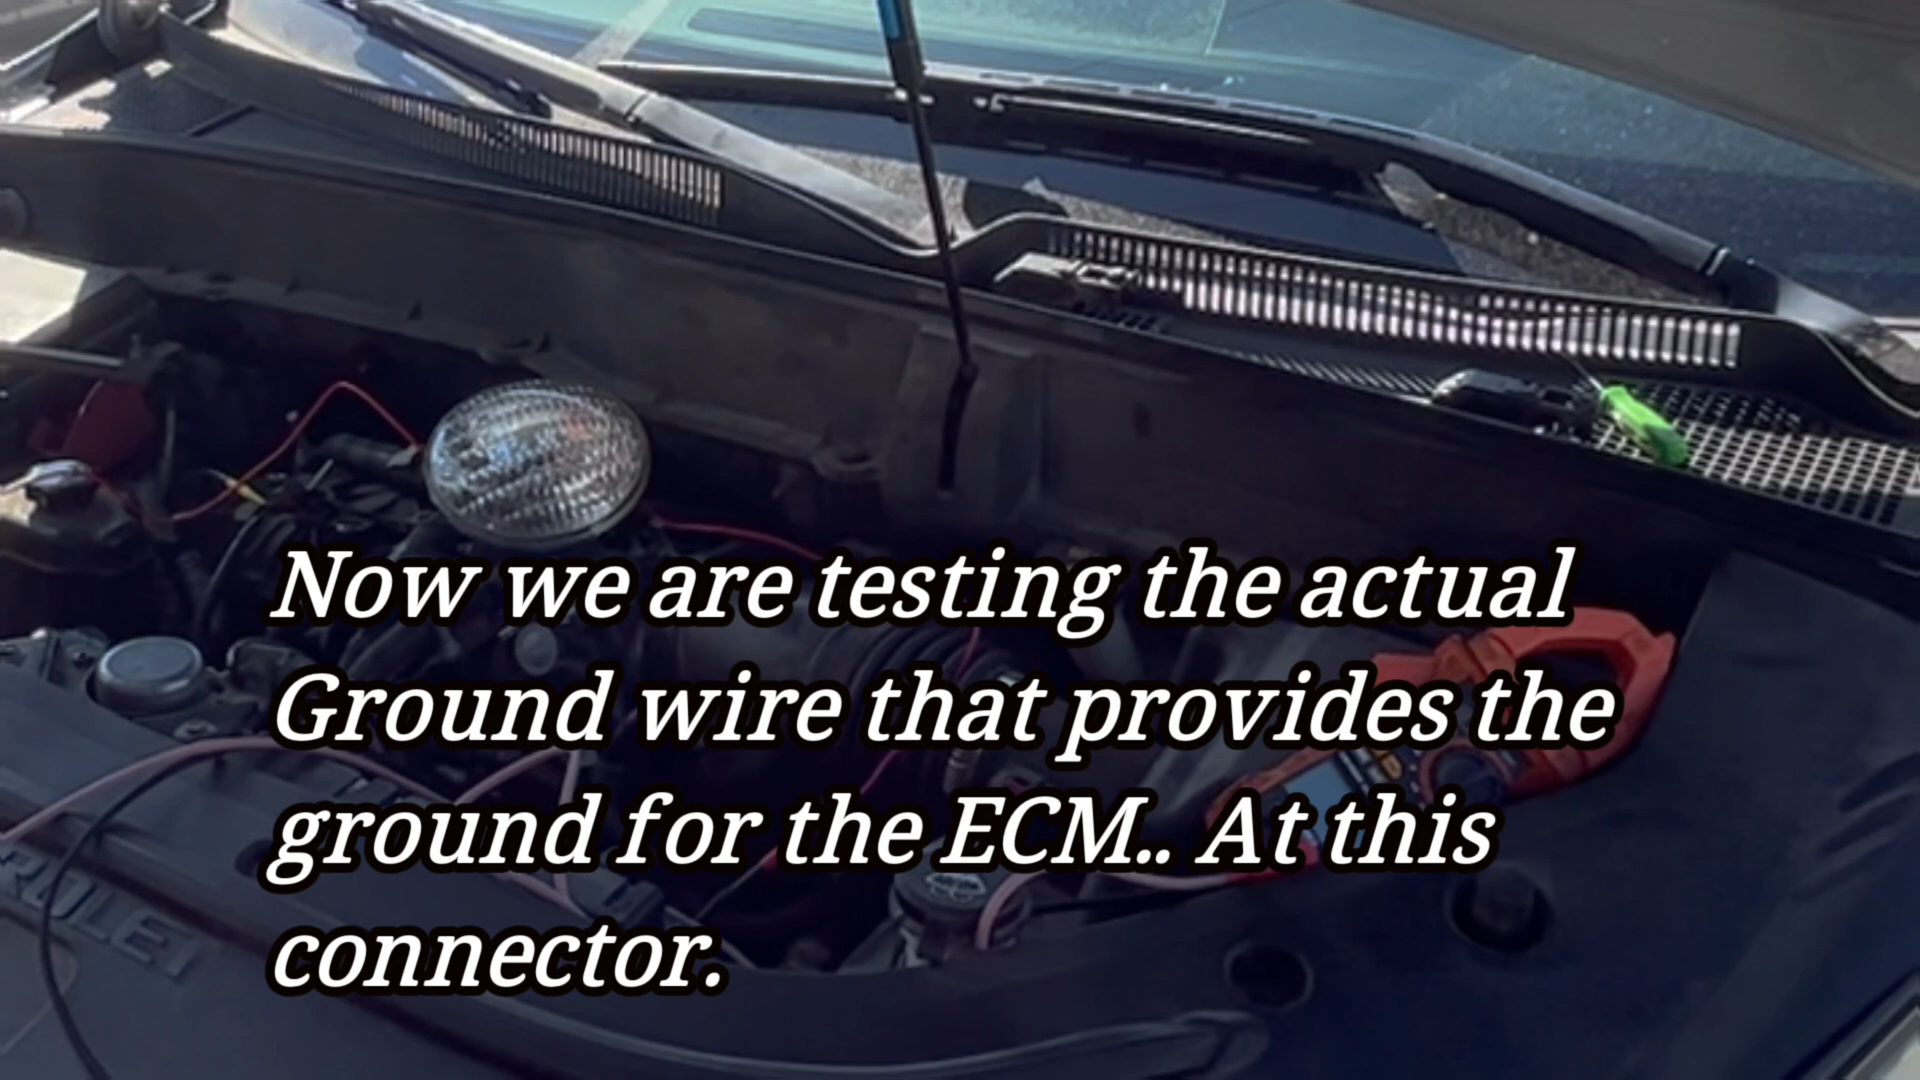 Now we are testing the actual
Ground wire that provides the
ground for the ECM.. At this
connector.